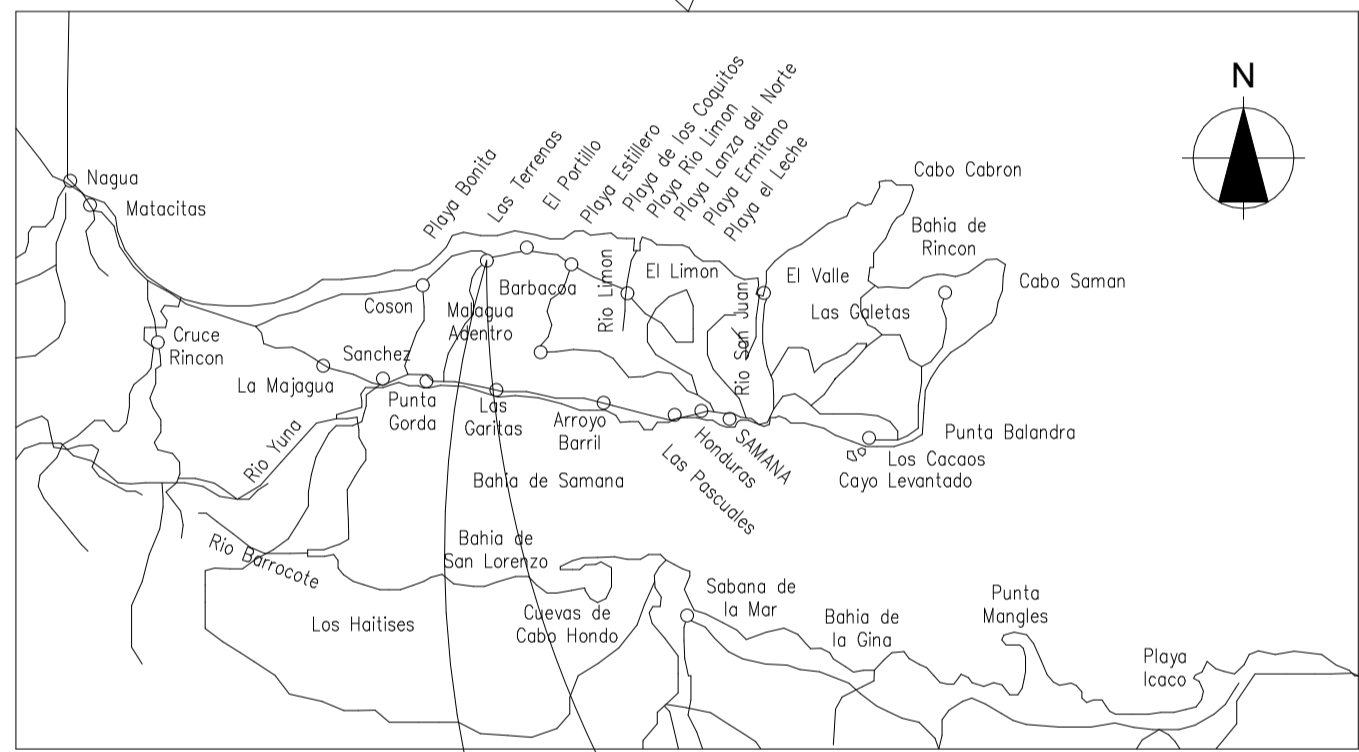 N
Playa Bonita
Las Terrenas
El Portillo
Playa Estillero
Playa de los Coquitos
Playa Rio Limon
Playa Lanza del Norte
Playa Ermitano
Playa el Leche
Cabo Cabron
Nagua
Matacitas
Bahia de
Rincon
El Limon
El Valle
Cabo Saman
Coson
Barbacoa
Rio Limon
Malagua
Adentro
Rio San Juan
Las Galetas
Cruce
Rincon
Sanchez
La Majagua
Punta
Gorda
Las
Garitas
Arroyo
Barril
Honduras
SAMANA
Las Pascuales
Punta Balandra
Los Cacaos
Cayo Levantado
Rio Yuna
Bahia de Samana
Rio Barrocote
Bahia de
San Lorenzo
Los Haitises
Cuevas de
Cabo Hondo
Sabana de
la Mar
Bahia de
la Gina
Punta
Mangles
Playa
Icaco